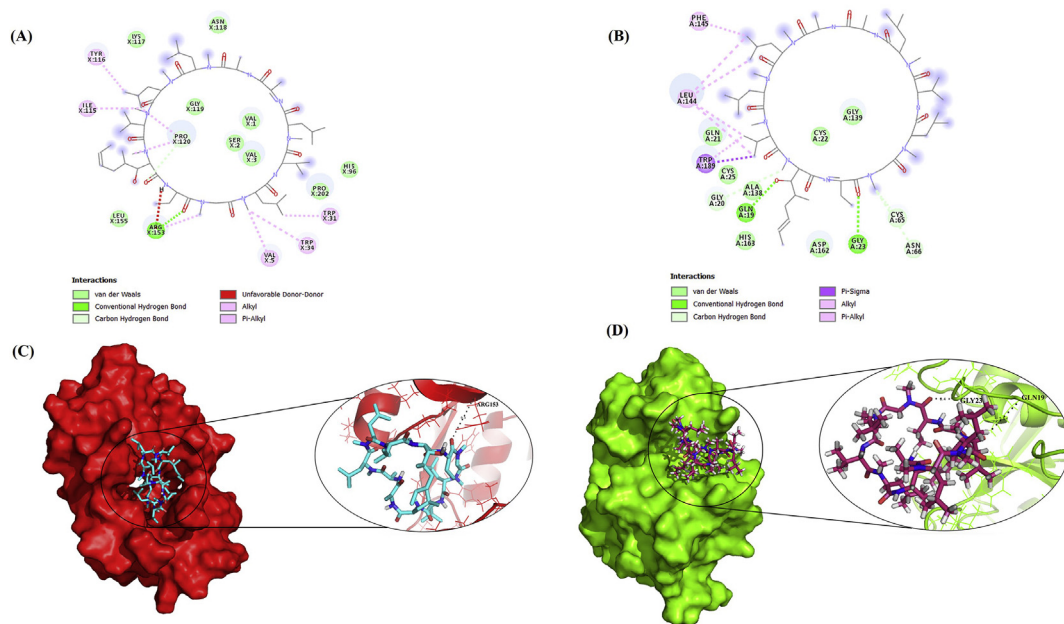 (A)
ASN
X:118
LYS
X:117
TYR
X:116
ILE
X:115
GLY
X:119
PRO
X:120
VAL
X:1
SER
X:2
VAL
X:3
HIS
X:96
PRO
X:202
LEU
X:155
ARG
X:153
TRP
X:31
TRP
X:34
VAL
X:5
H
Interactions
van der Waals
Conventional Hydrogen Bond
Carbon Hydrogen Bond
Unfavorable Donor-Donor
Alkyl
Pi-Alkyl
(B)
PHE
A:145
LEU
A:144
GLN
A:21
GLY
A:139
CYS
A:22
TRP
A:189
CYS
A:25
ALA
A:138
GLY
A:20
GLN
A:19
CYS
A:65
HIS
A:163
ASP
A:162
GLY
A:23
ASN
A:66
Interactions
van der Waals
Conventional Hydrogen Bond
Carbon Hydrogen Bond
Pi-Sigma
Alkyl
Pi-Alkyl
(C)
ARG153
(D)
GLY23
GLN19